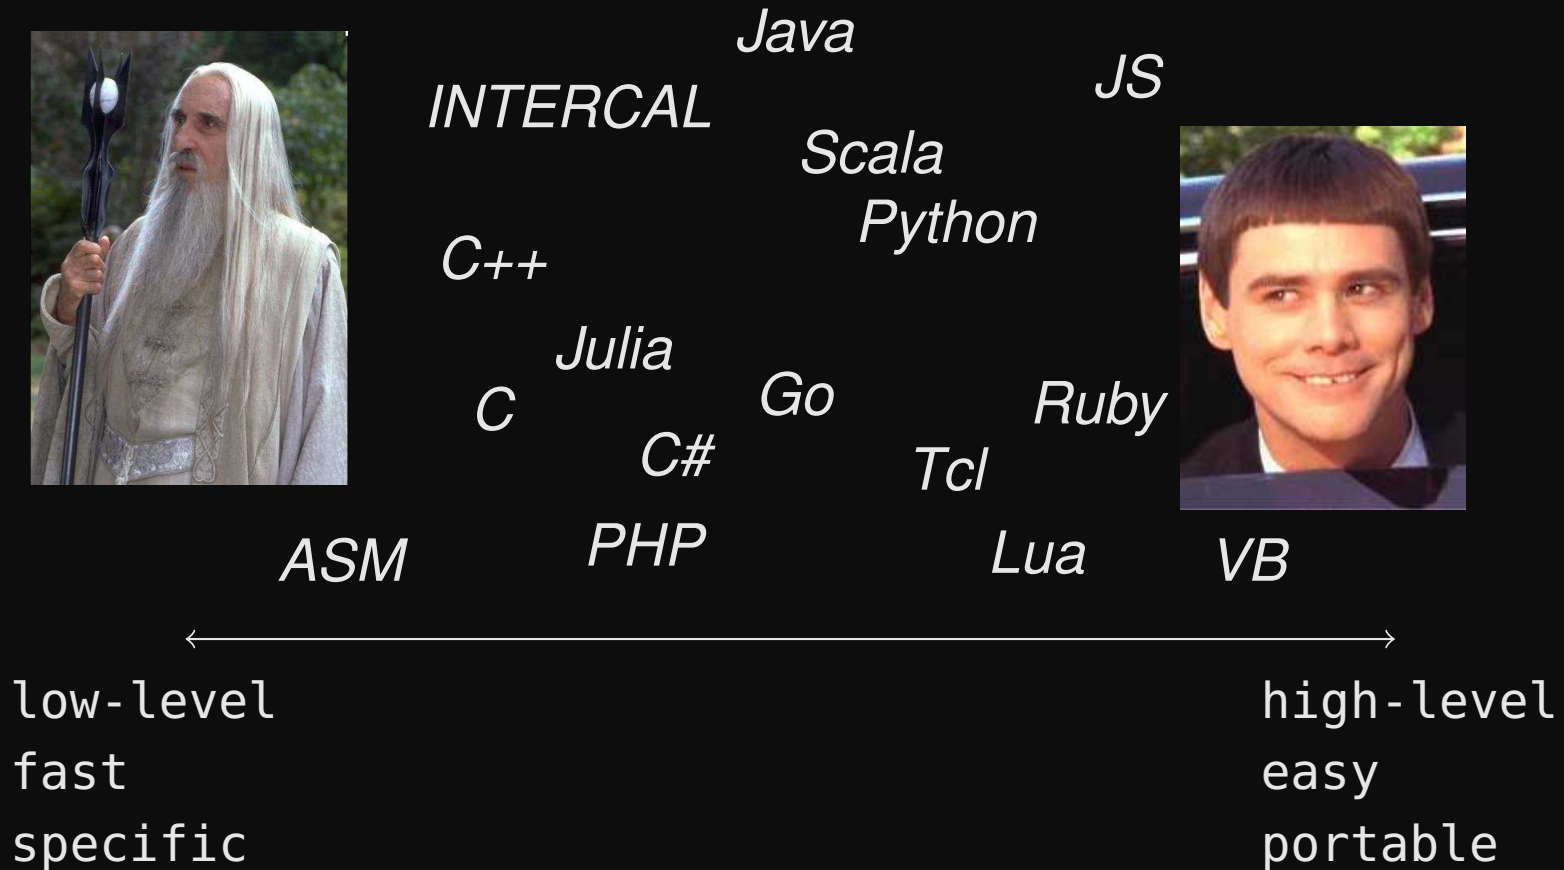 Java
JS
INTERCAL
Scala
Python
C++
Julia
Go
Ruby
C
C#
Tcl
PHP
Lua
ASM
VB
low-level
high-level
fast
easy
specific
portable